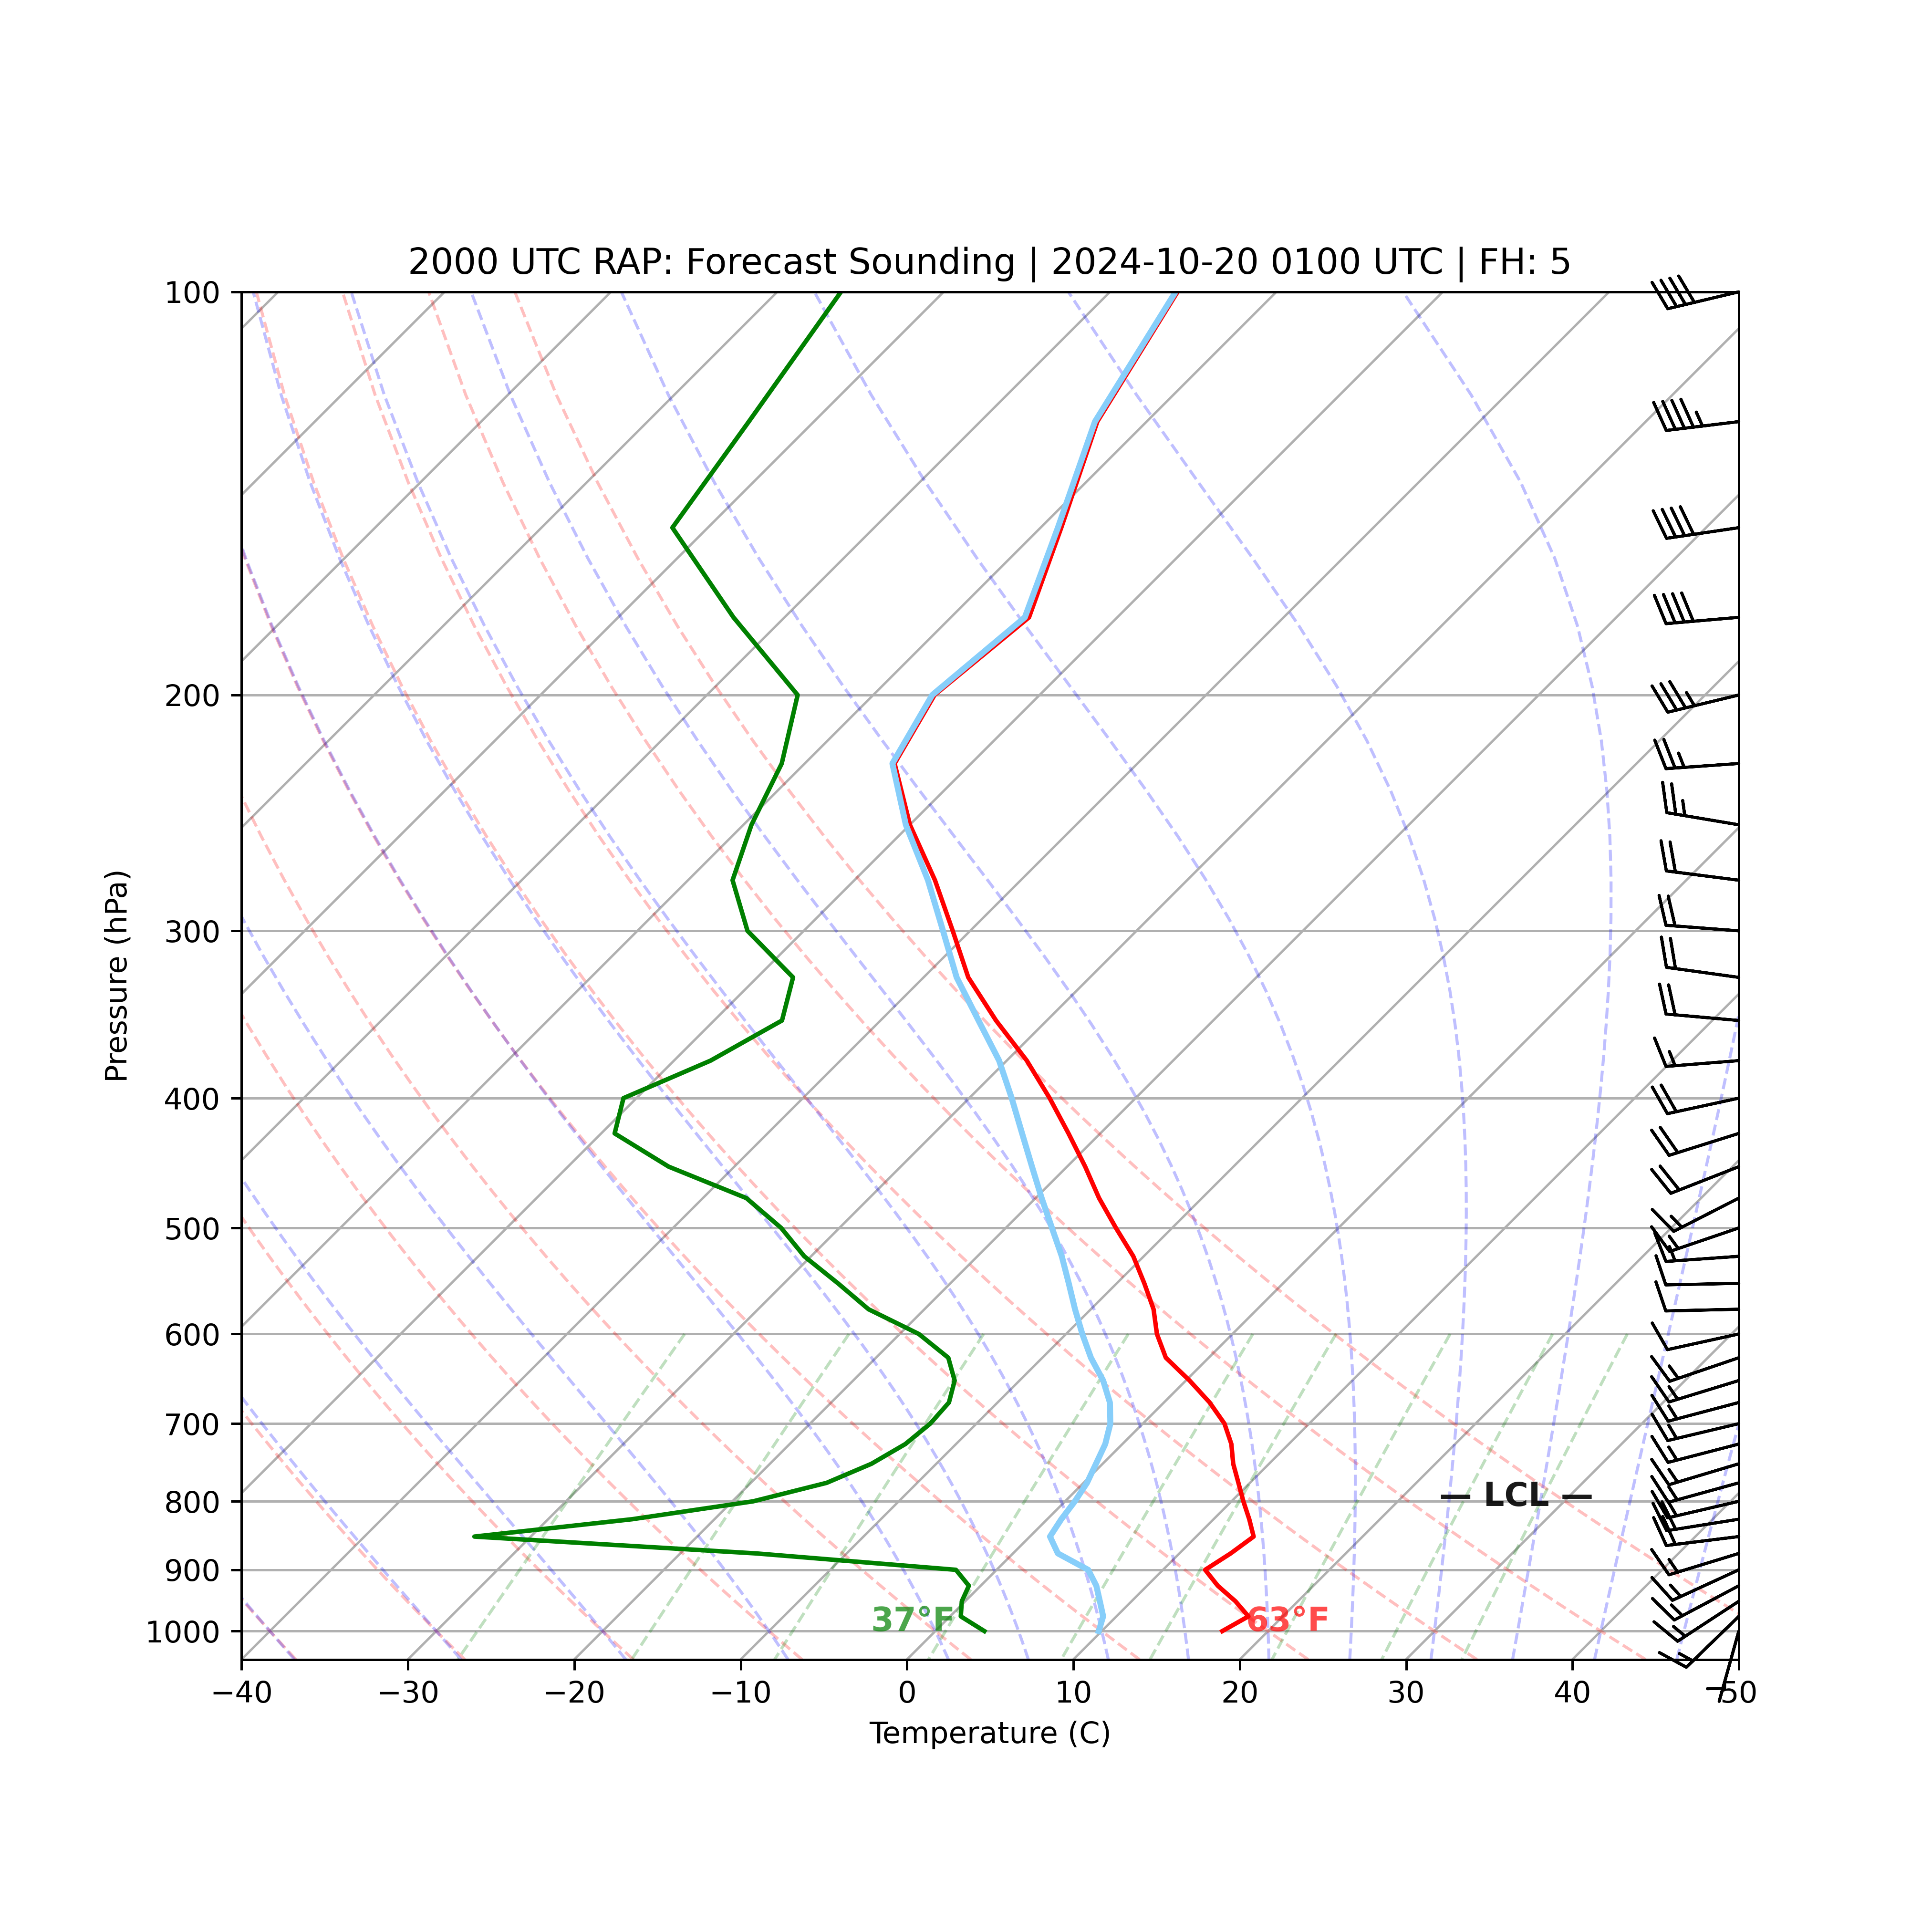 2000 UTC RAP: Forecast Sounding | 2024-10-20 0100 UTC | FH: 5
100
200
300
400
500
600
700
800
900
1000
Pressure (hPa)
— LCL —
37°F
63°F
−40 −30 −20 −10 0 10 20 30 40 50
Temperature (C)